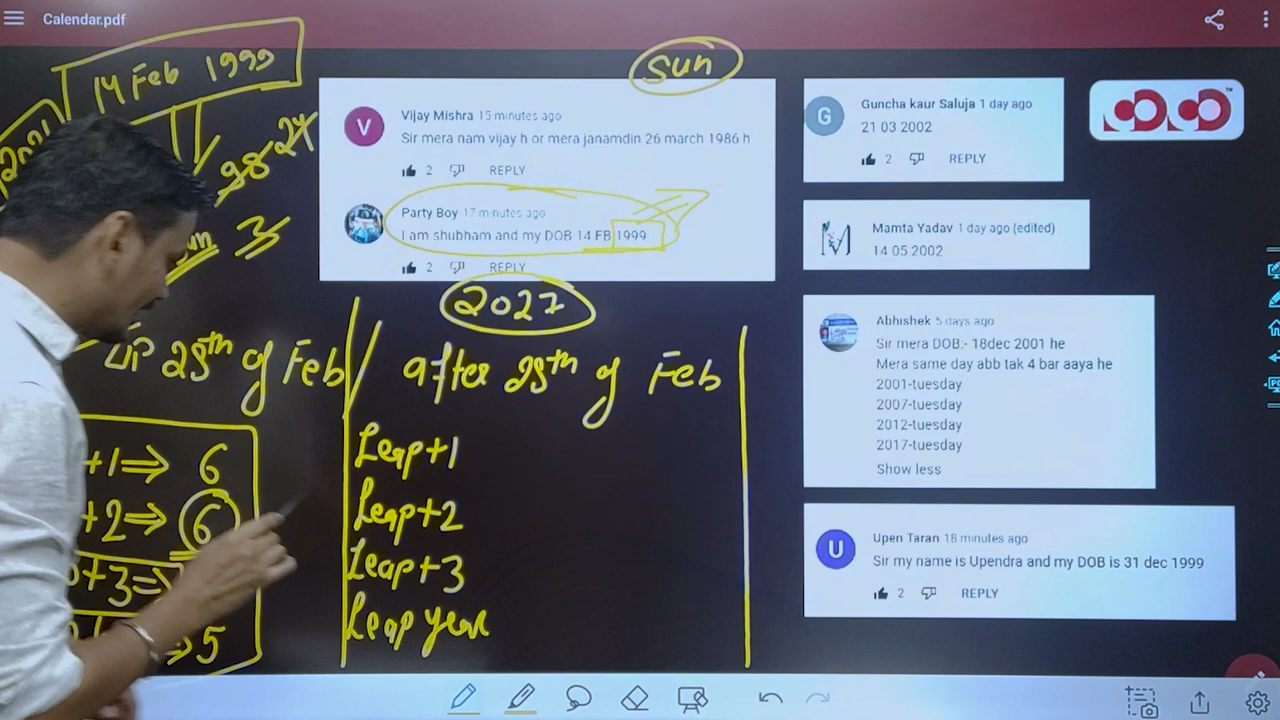 Calendar.pdf
14 Feb 1999
Sun
Vijay Mishra 15 minutes ago
Sir mera nam vijay h or mera janamdin 26 march 1986 h
2 REPLY
Party Boy 17 minutes ago
I am shubham and my DOB 14 FB 1999
2 REPLY
2027
Guncha kaur Saluja 1 day ago
21 03 2002
2 REPLY
Mamta Yadav 1 day ago (edited)
14 05 2002
Abhishek 5 days ago
Sir mera DOB:- 18dec 2001 he
Mera same day abb tak 4 bar aaya he
2001-tuesday
2007-tuesday
2012-tuesday
2017-tuesday
Show less
U
Upen Taran 18 minutes ago
Sir my name is Upendra and my DOB is 31 dec 1999
2 REPLY
V
G
of Feb
after
of Feb
+1 ⇒ 6
+2 ⇒ 6
+3 ⇒
⇒ 5
Leap+1
Leap+2
Leap+3
Leap year